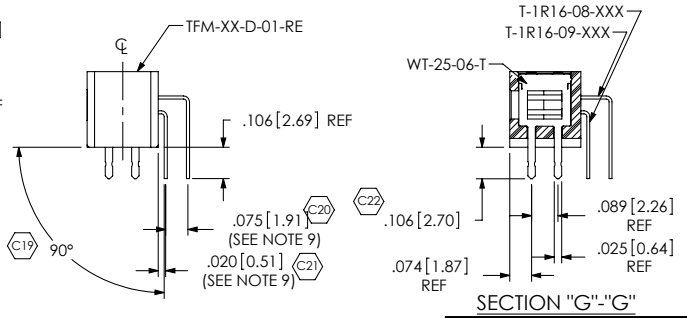 TFM-XX-D-01-RE
℄
.106 [2.69] REF
.075 [1.91]
(SEE NOTE 9)
C20
.020 [0.51]
(SEE NOTE 9)
C21
C19
90°
T-1R16-08-XXX
T-1R16-09-XXX
WT-25-06-T
C22
.106 [2.70]
.089 [2.26]
REF
.025 [0.64]
REF
.074 [1.87]
REF
SECTION "G"-"G"